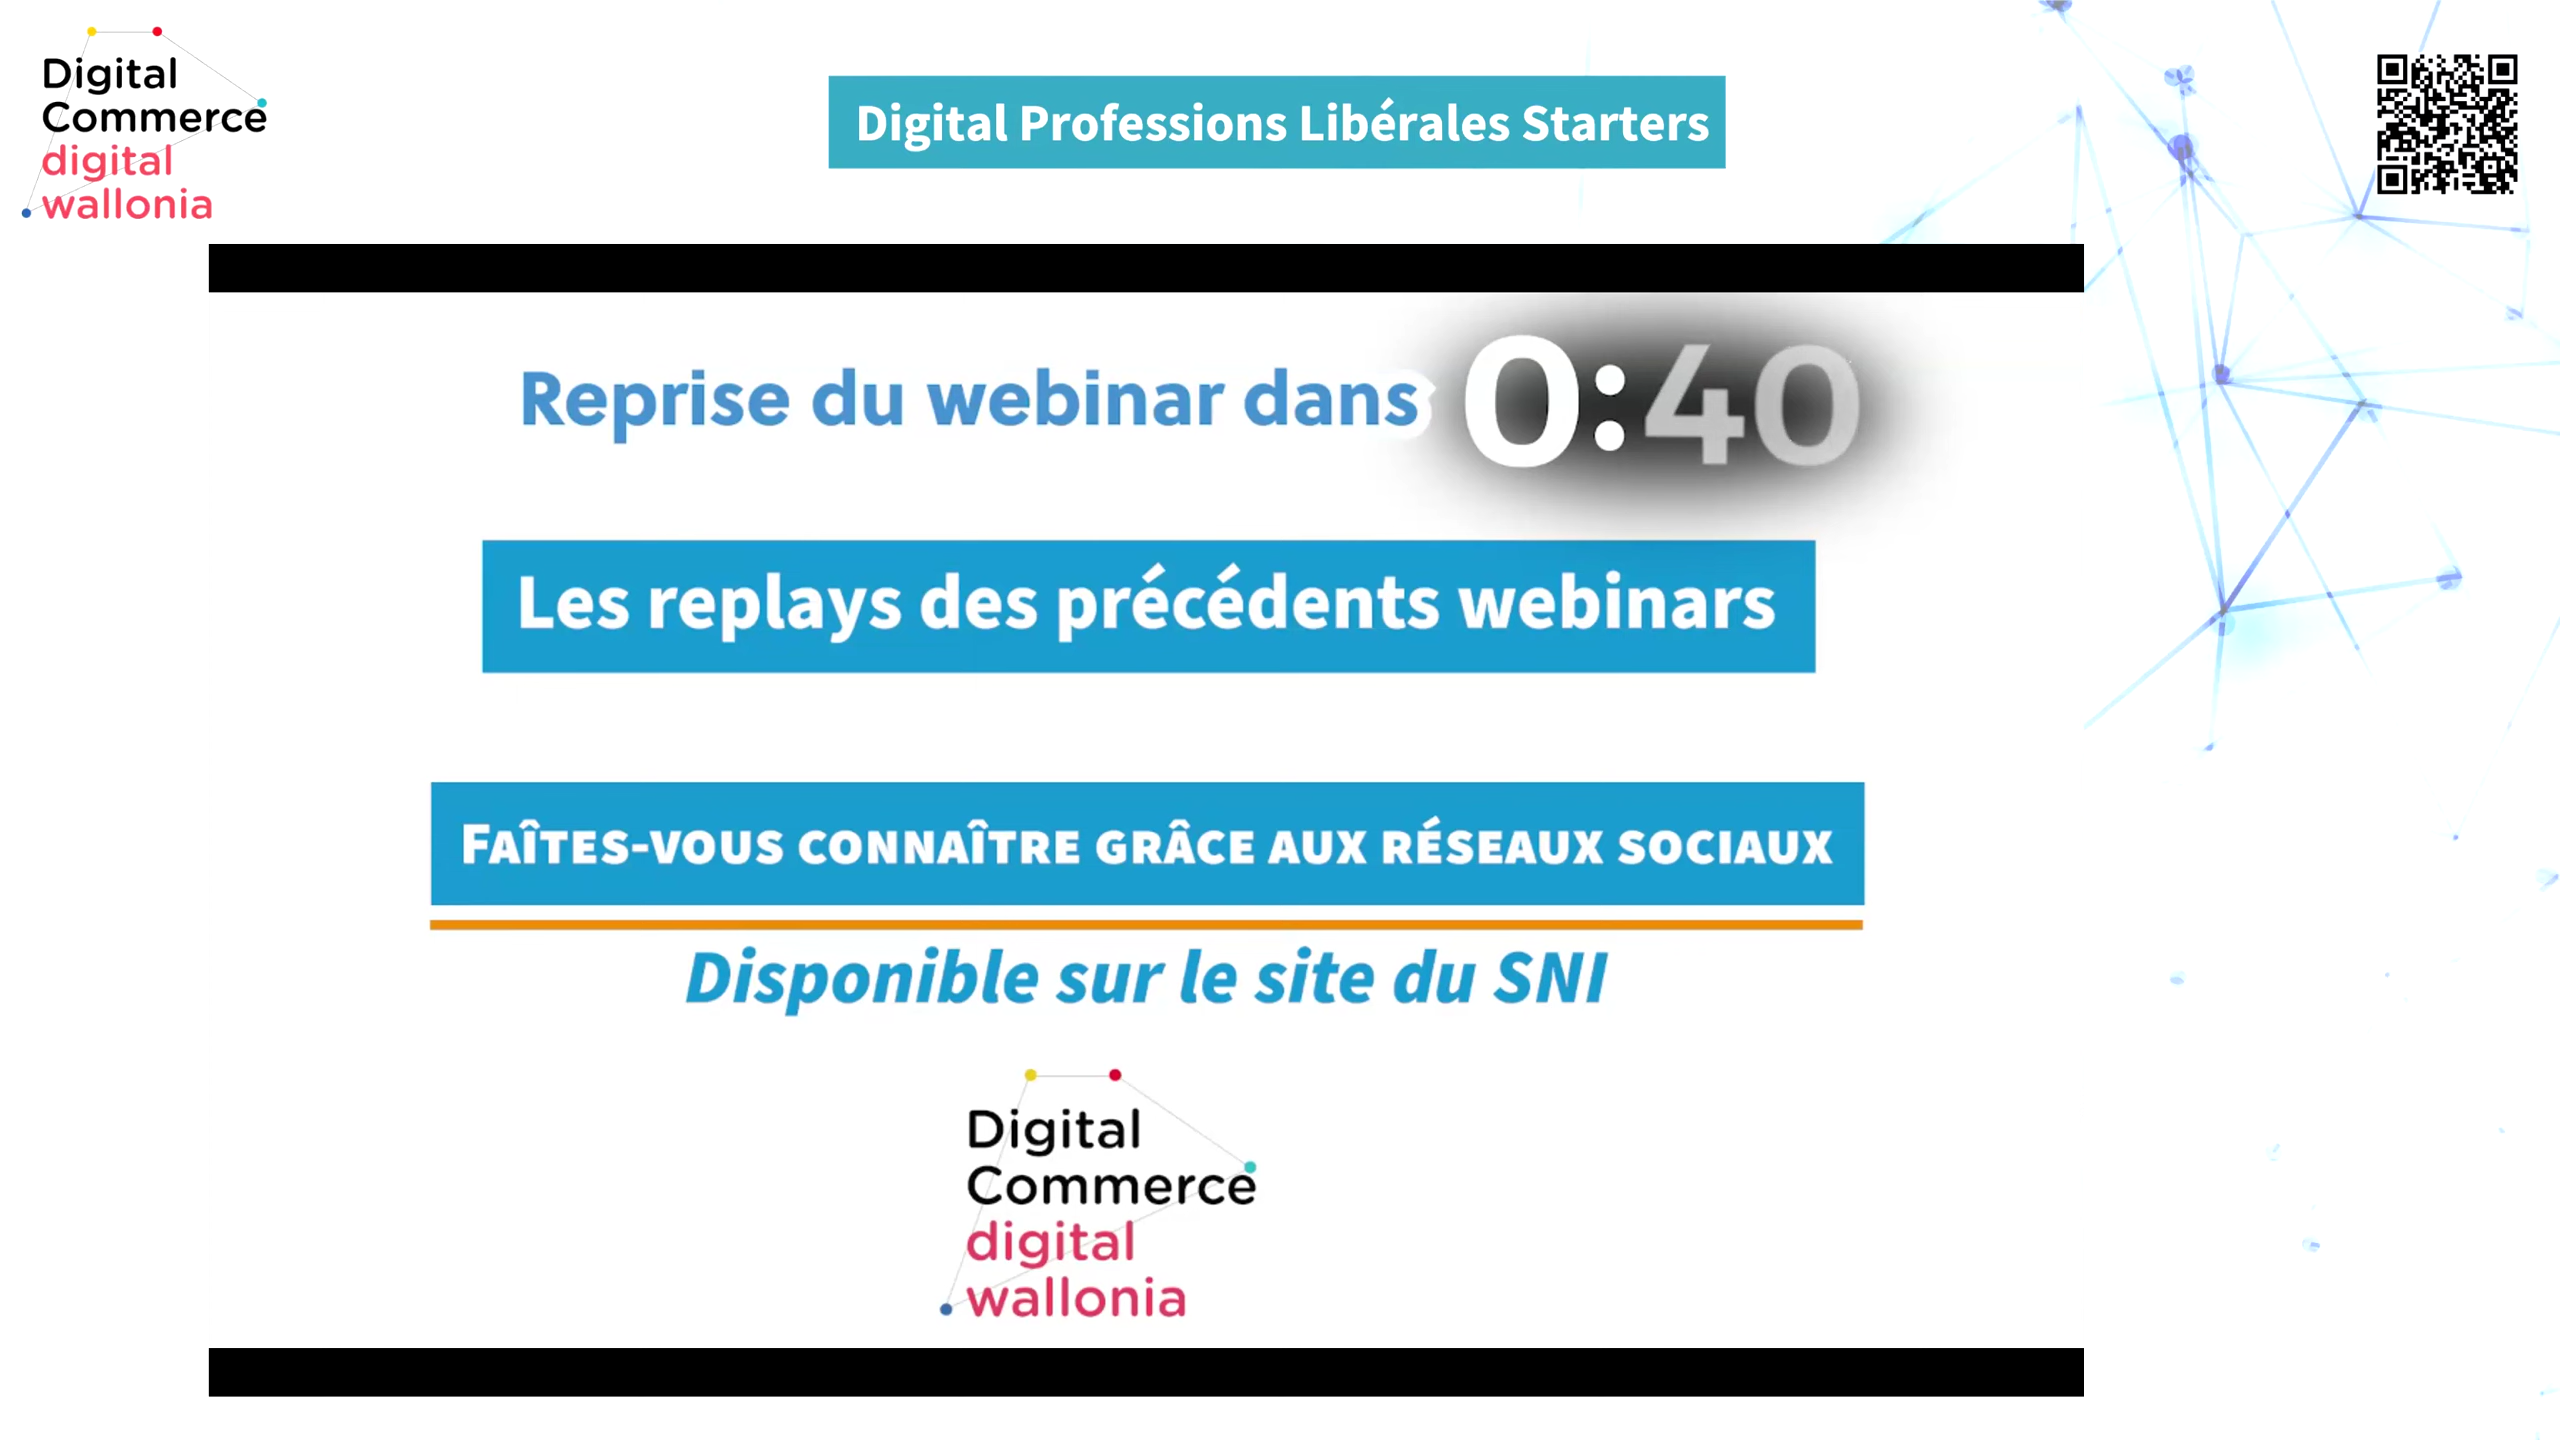 Digital
Commerce
digital
wallonia
Digital Professions Libérales Starters
Reprise du webinar dans 0:40
Les replays des précédents webinars
FAÎTES-VOUS CONNAÎTRE GRÂCE AUX RÉSEAUX SOCIAUX
Disponible sur le site du SNI
Digital
Commerce
digital
wallonia